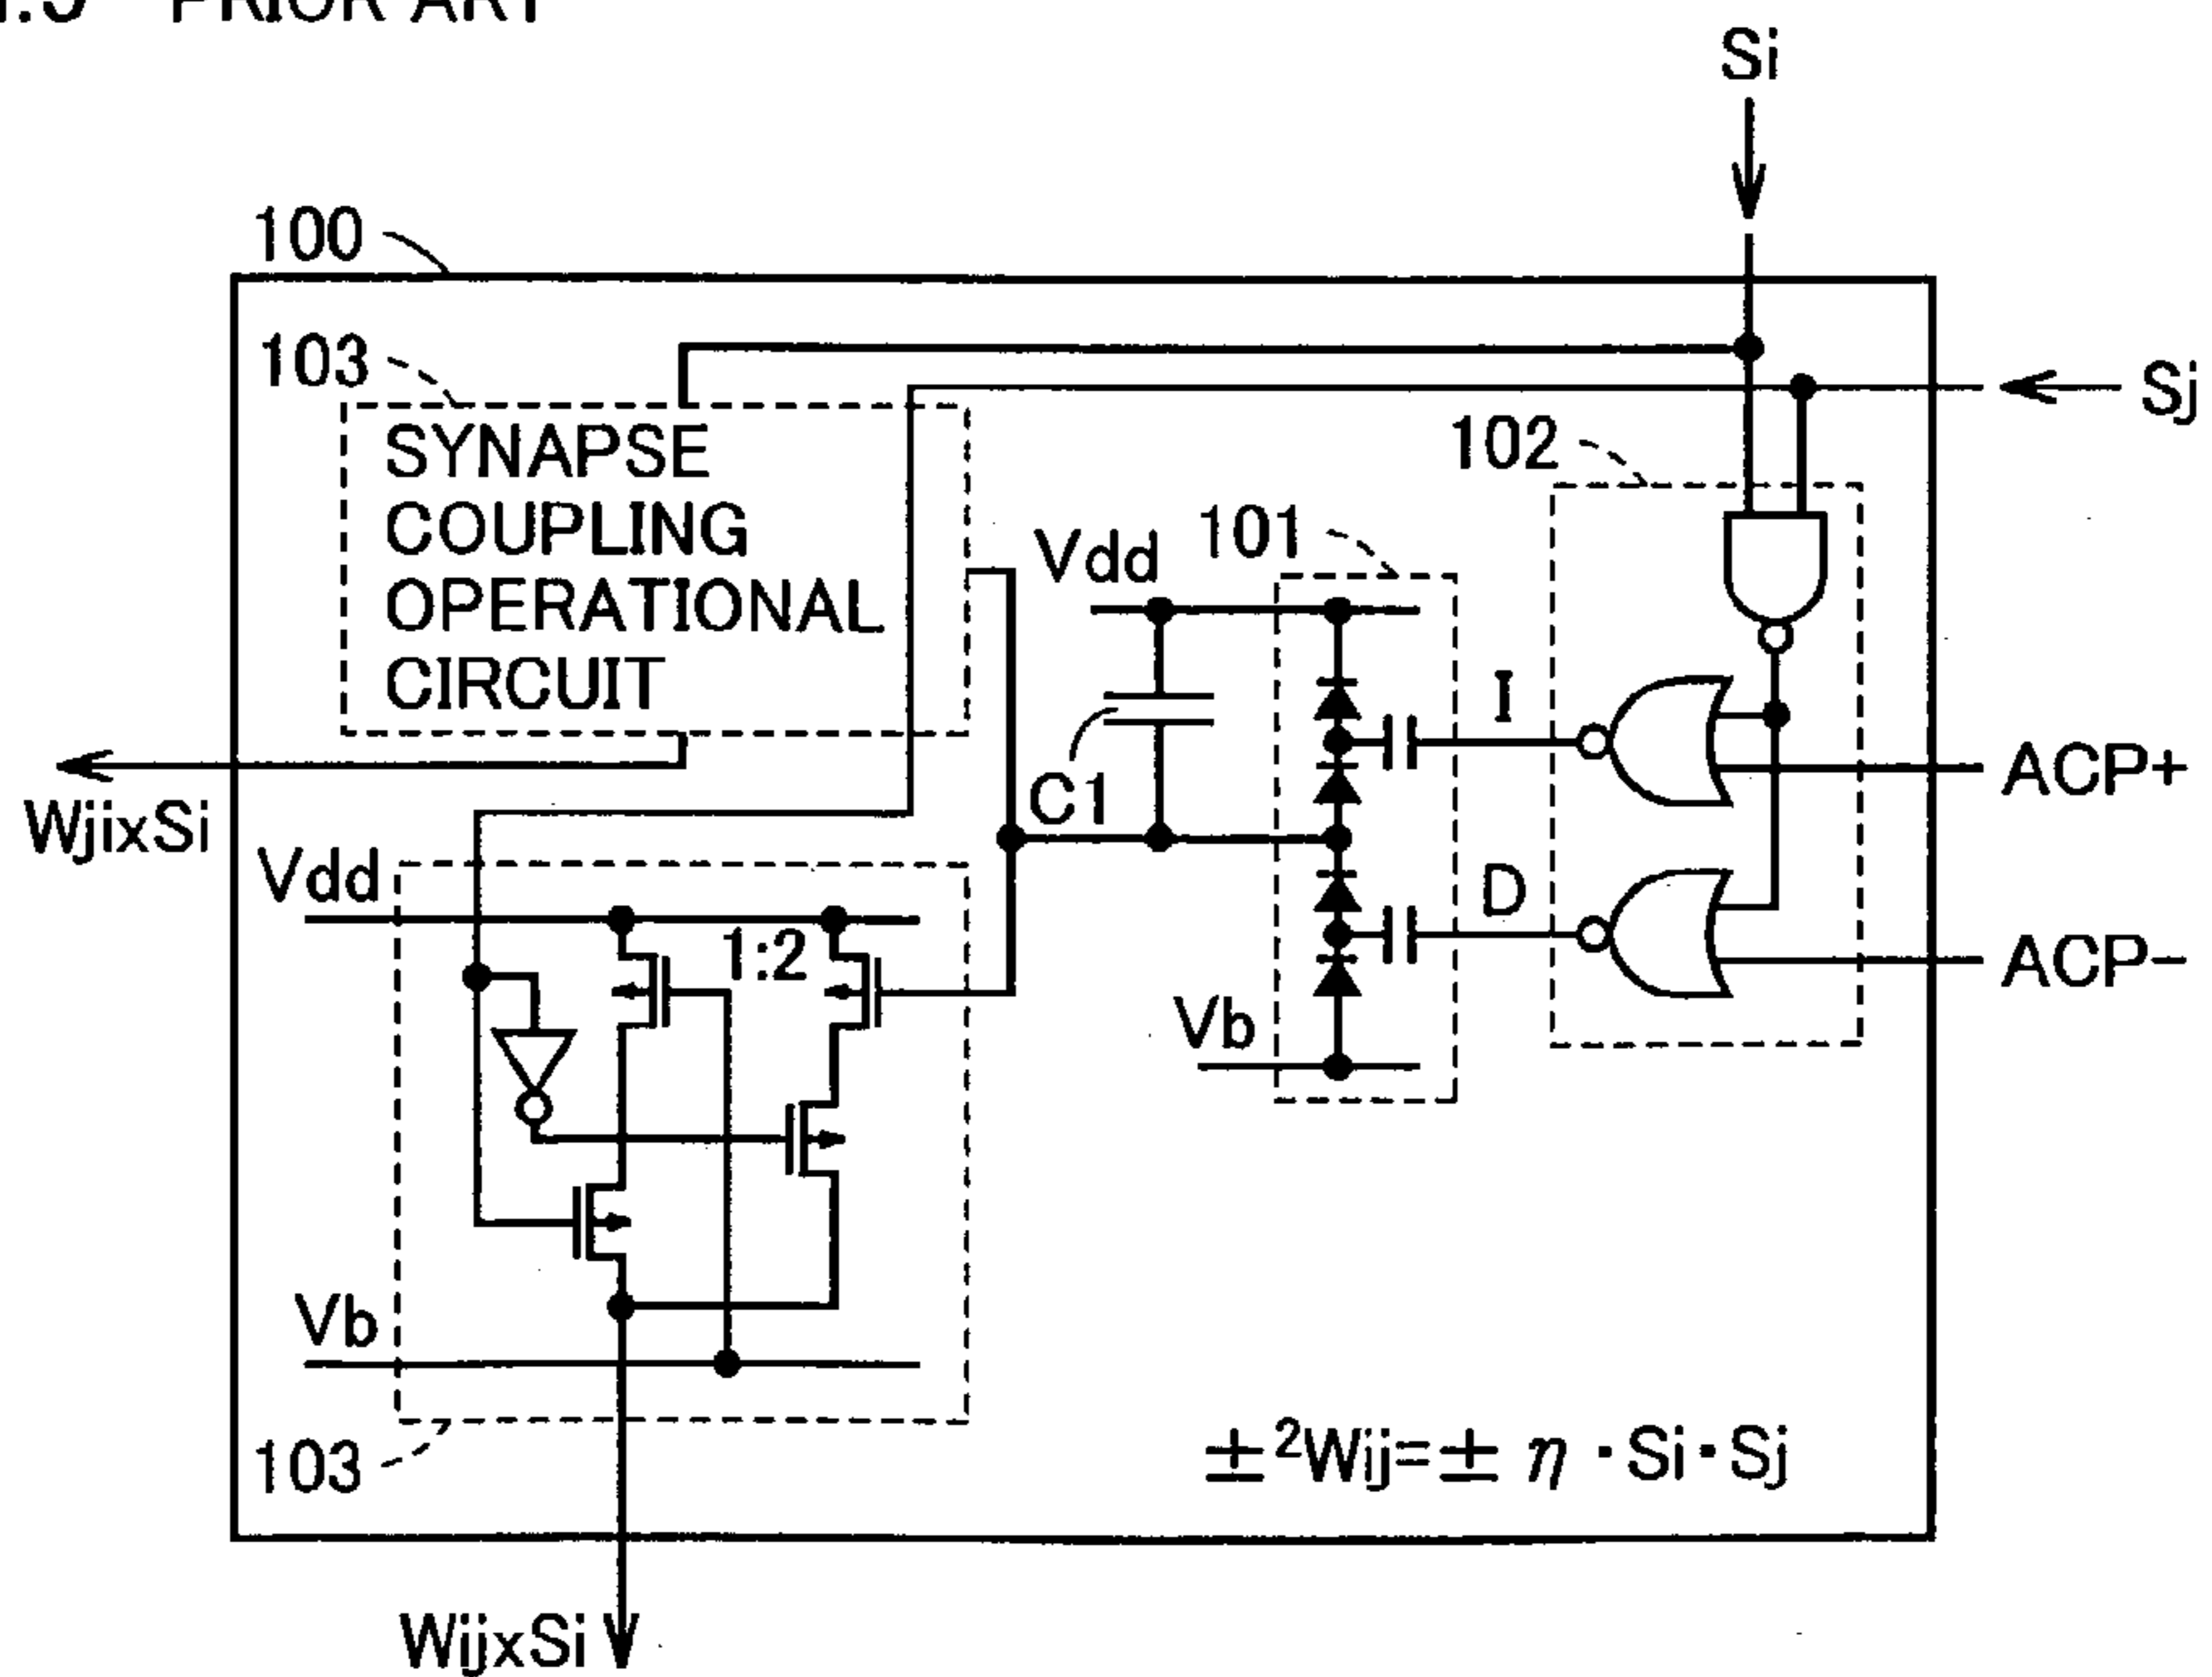 PRIOR ART
Si
100
103
Sj
SYNAPSE
COUPLING
OPERATIONAL
CIRCUIT
102
101
Vdd
I
C1
ACP+
WjixSi
Vdd
D
1:2
ACP−
Vb
Vb
103
±²Wij=± η・Si・Sj
WijxSi